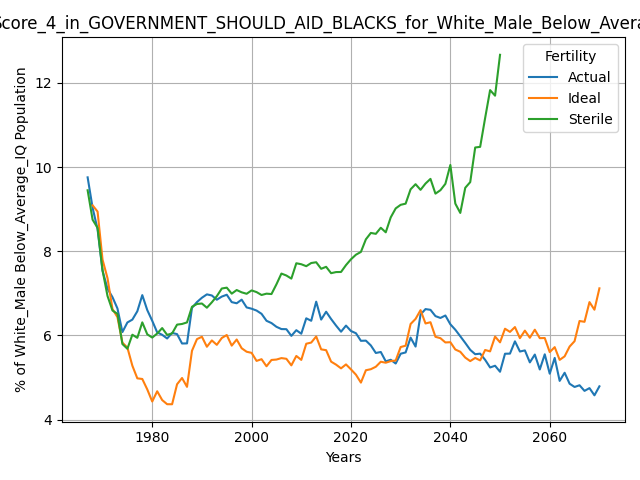 Score_4_in_GOVERNMENT_SHOULD_AID_BLACKS_for_White_Male_Below_Avera
Fertility
Actual
Ideal
Sterile
% of White_Male Below_Average_IQ Population
12
10
8
6
4
1980 2000 2020 2040 2060
Years